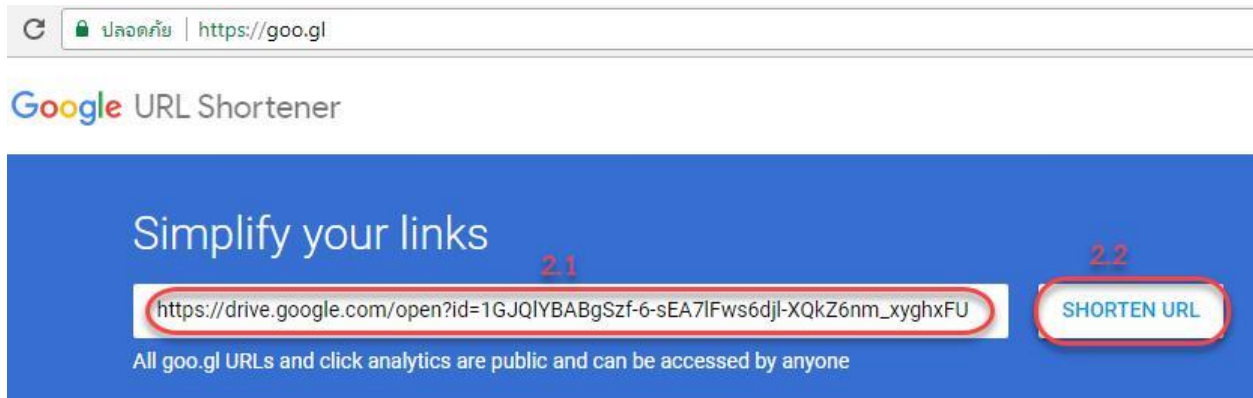 ปลอดภัย | https://goo.gl
Google URL Shortener
Simplify your links
2.1
2.2
https://drive.google.com/open?id=1GJQlYBABgSzf-6-sEA7lFws6djl-XQkZ6nm_xyghxFU
SHORTEN URL
All goo.gl URLs and click analytics are public and can be accessed by anyone